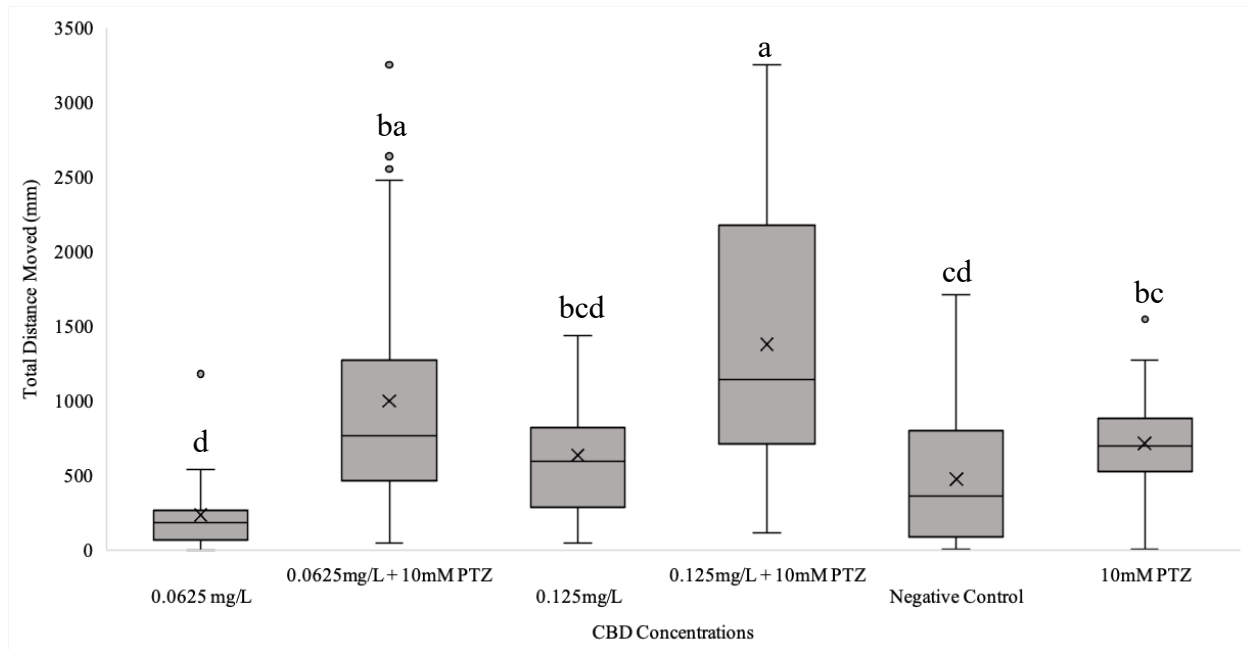 3500
3000
2500
2000
1500
1000
500
0
Total Distance Moved (mm)
d
ba
bcd
a
cd
bc
0.0625 mg/L
0.0625mg/L + 10mM PTZ
0.125mg/L
0.125mg/L + 10mM PTZ
Negative Control
10mM PTZ
CBD Concentrations